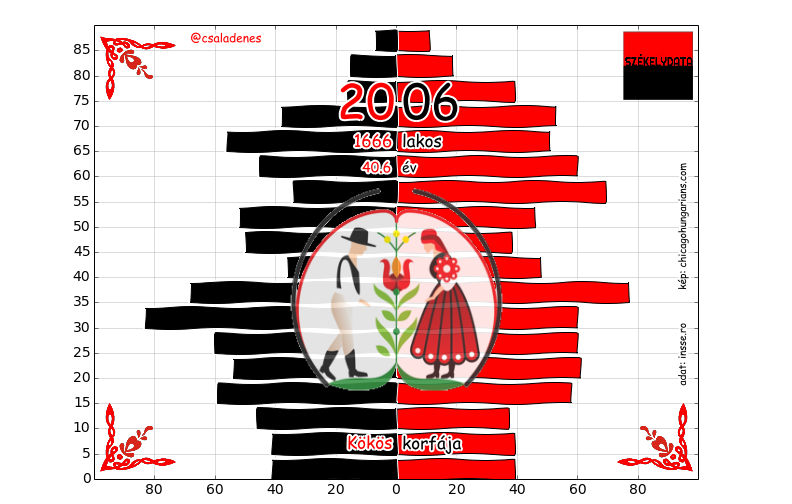 @csaladenes
SZÉKELYDATA
2006
1666 lakos
40.6 év
kép: chicagohungarians.com
adat: insse.ro
Kökös korfája
85
80
75
70
65
60
55
50
45
40
35
30
25
20
15
10
5
0
80 60 40 20 0 20 40 60 80